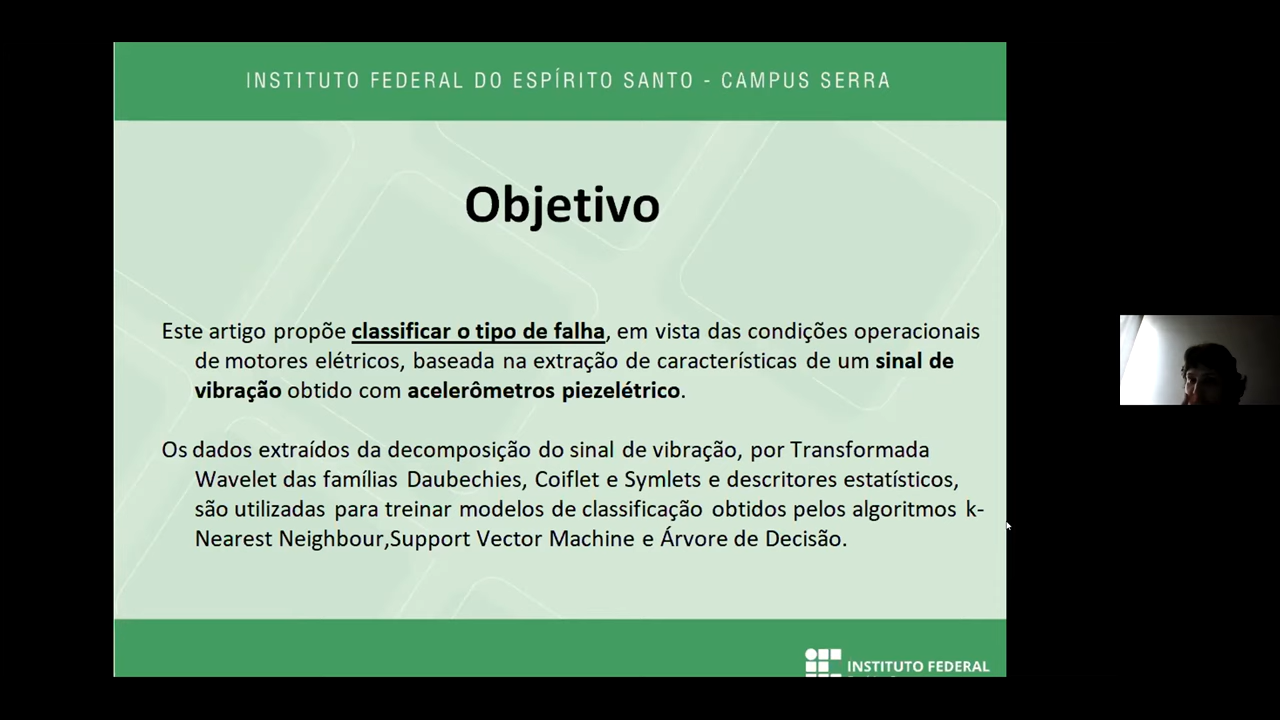 INSTITUTO FEDERAL DO ESPÍRITO SANTO - CAMPUS SERRA
Objetivo
Este artigo propõe classificar o tipo de falha, em vista das condições operacionais
de motores elétricos, baseada na extração de características de um sinal de
vibração obtido com acelerômetros piezelétrico.
Os dados extraídos da decomposição do sinal de vibração, por Transformada
Wavelet das famílias Daubechies, Coiflet e Symlets e descritores estatísticos,
são utilizadas para treinar modelos de classificação obtidos pelos algoritmos k-
Nearest Neighbour,Support Vector Machine e Árvore de Decisão.
INSTITUTO FEDERAL